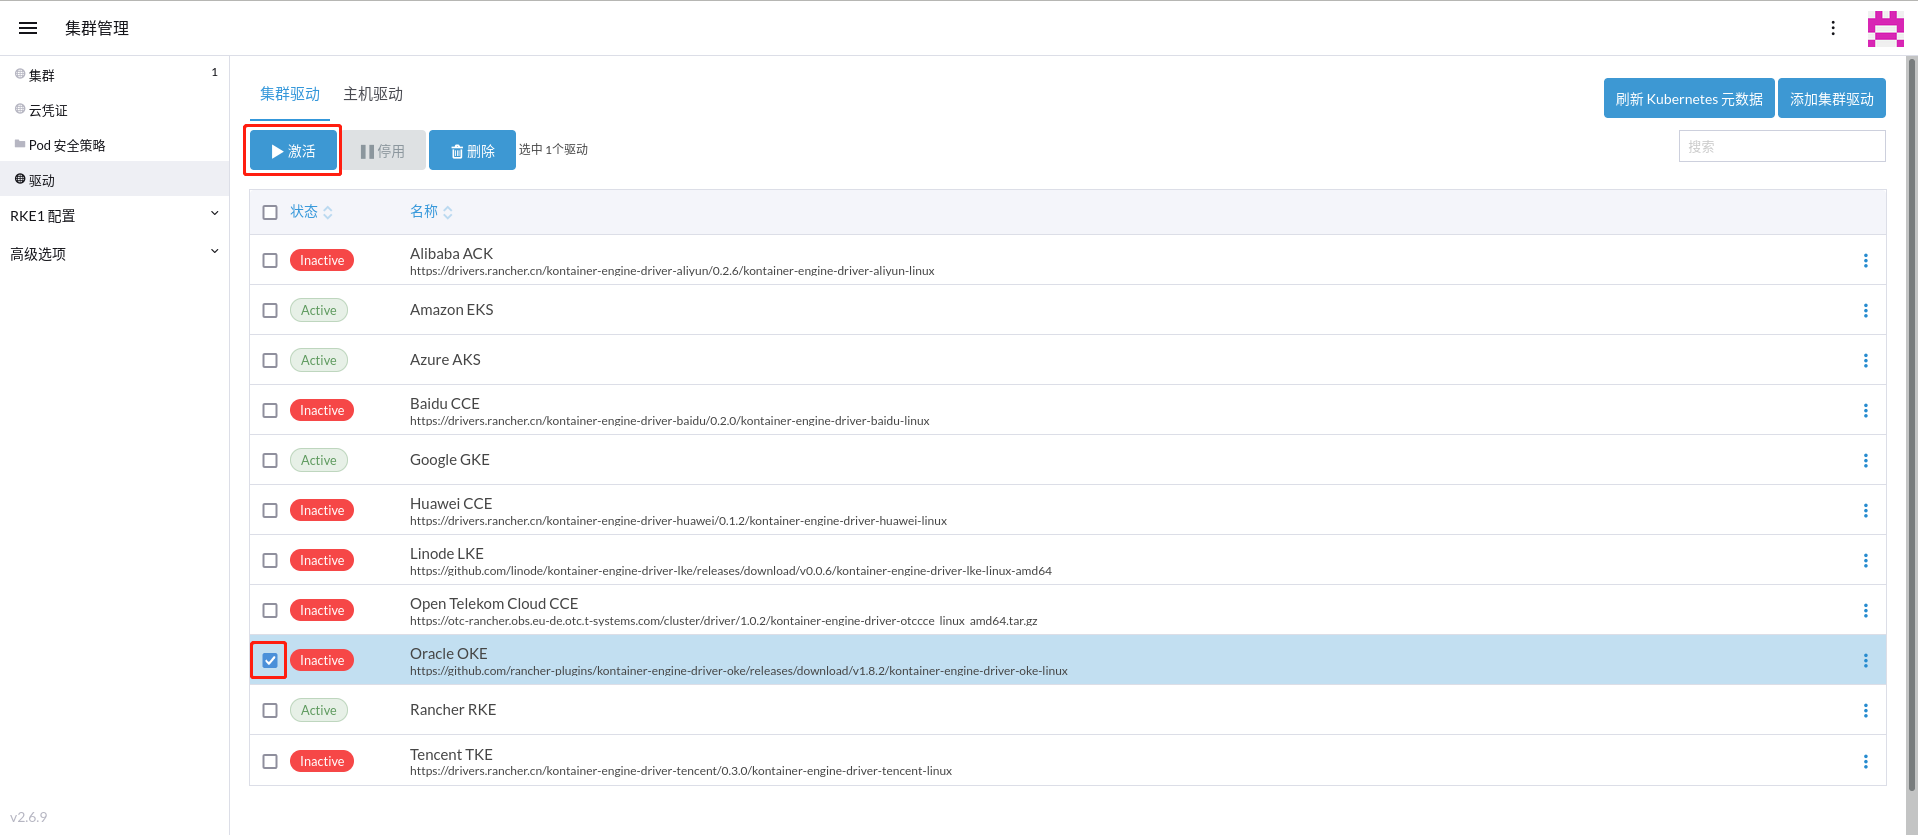 集群管理
集群 1
云凭证
Pod 安全策略
驱动
RKE1 配置
高级选项
v2.6.9
集群驱动 主机驱动
刷新 Kubernetes 元数据 添加集群驱动
激活 停用 删除 选中 1个驱动
搜索
状态 名称
Inactive Alibaba ACK
https://drivers.rancher.cn/kontainer-engine-driver-aliyun/0.2.6/kontainer-engine-driver-aliyun-linux
Active Amazon EKS
Active Azure AKS
Inactive Baidu CCE
https://drivers.rancher.cn/kontainer-engine-driver-baidu/0.2.0/kontainer-engine-driver-baidu-linux
Active Google GKE
Inactive Huawei CCE
https://drivers.rancher.cn/kontainer-engine-driver-huawei/0.1.2/kontainer-engine-driver-huawei-linux
Inactive Linode LKE
https://github.com/linode/kontainer-engine-driver-lke/releases/download/v0.0.6/kontainer-engine-driver-lke-linux-amd64
Inactive Open Telekom Cloud CCE
https://otc-rancher.obs.eu-de.otc.t-systems.com/cluster/driver/1.0.2/kontainer-engine-driver-otccce_linux_amd64.tar.gz
Inactive Oracle OKE
https://github.com/rancher-plugins/kontainer-engine-driver-oke/releases/download/v1.8.2/kontainer-engine-driver-oke-linux
Active Rancher RKE
Inactive Tencent TKE
https://drivers.rancher.cn/kontainer-engine-driver-tencent/0.3.0/kontainer-engine-driver-tencent-linux